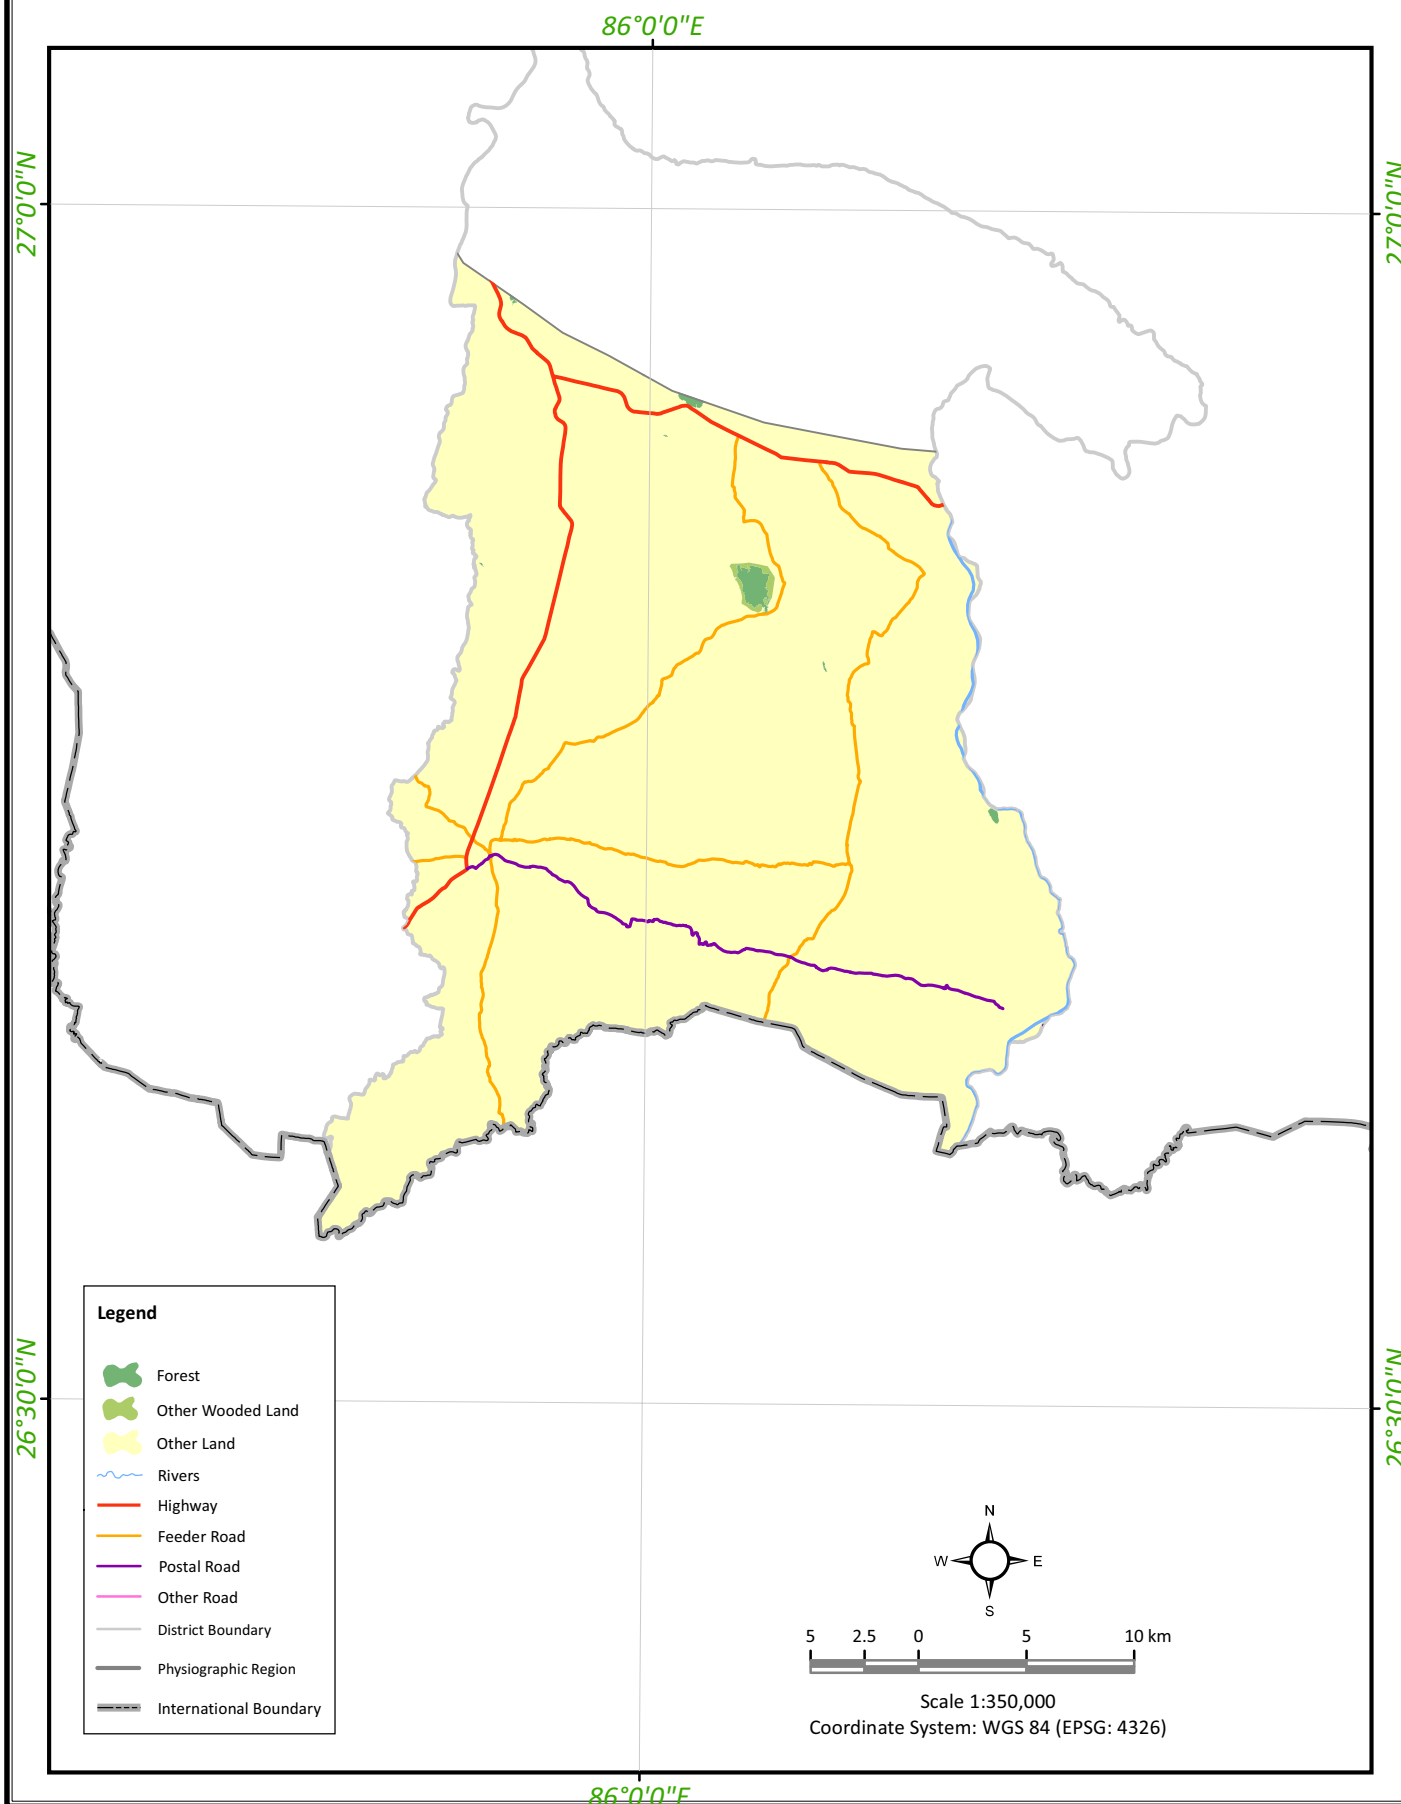 86°0'0"E
27°0'0"N
27°0'0"N
Legend
Forest
Other Wooded Land
Other Land
Rivers
Highway
Feeder Road
Postal Road
Other Road
District Boundary
Physiographic Region
International Boundary
26°30'0"N
26°30'0"N
N
W E
S
5 2.5 0 5 10 km
Scale 1:350,000
Coordinate System: WGS 84 (EPSG: 4326)
86°0'0"E